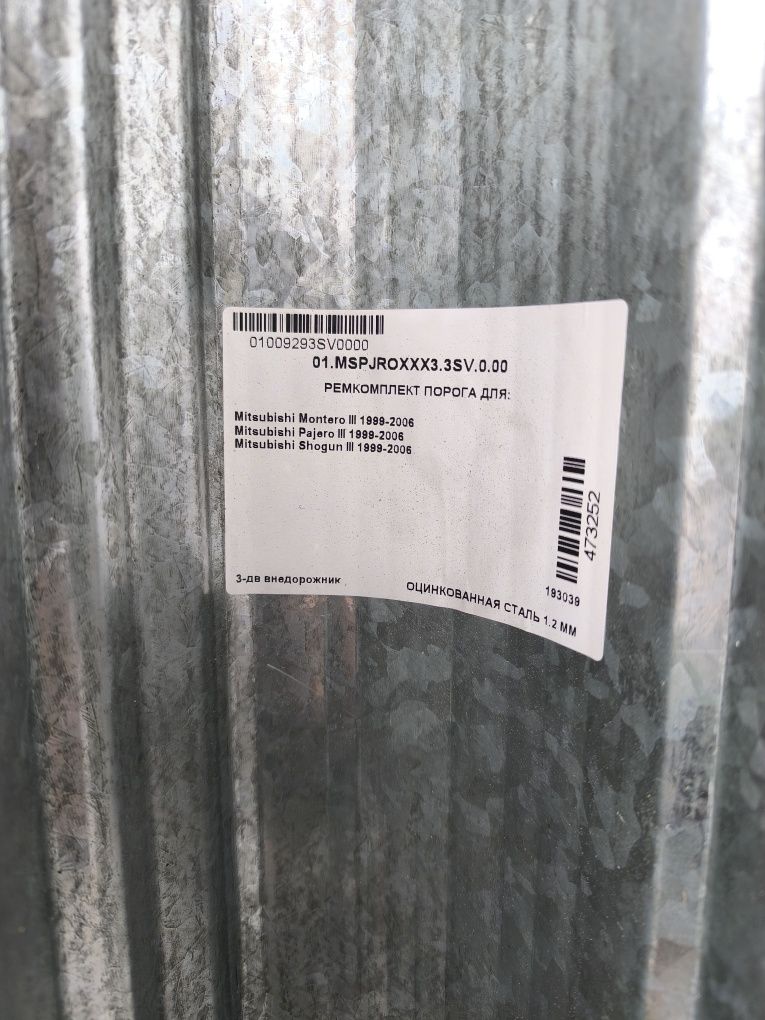 01009293SV0000
01.MSPJROXXX3.3SV.0.00
РЕМКОМПЛЕКТ ПОРОГА ДЛЯ:
Mitsubishi Montero III 1999-2006
Mitsubishi Pajero III 1999-2006
Mitsubishi Shogun III 1999-2006
473252
193039
3-дв внедорожник
ОЦИНКОВАННАЯ СТАЛЬ 1.2 ММ